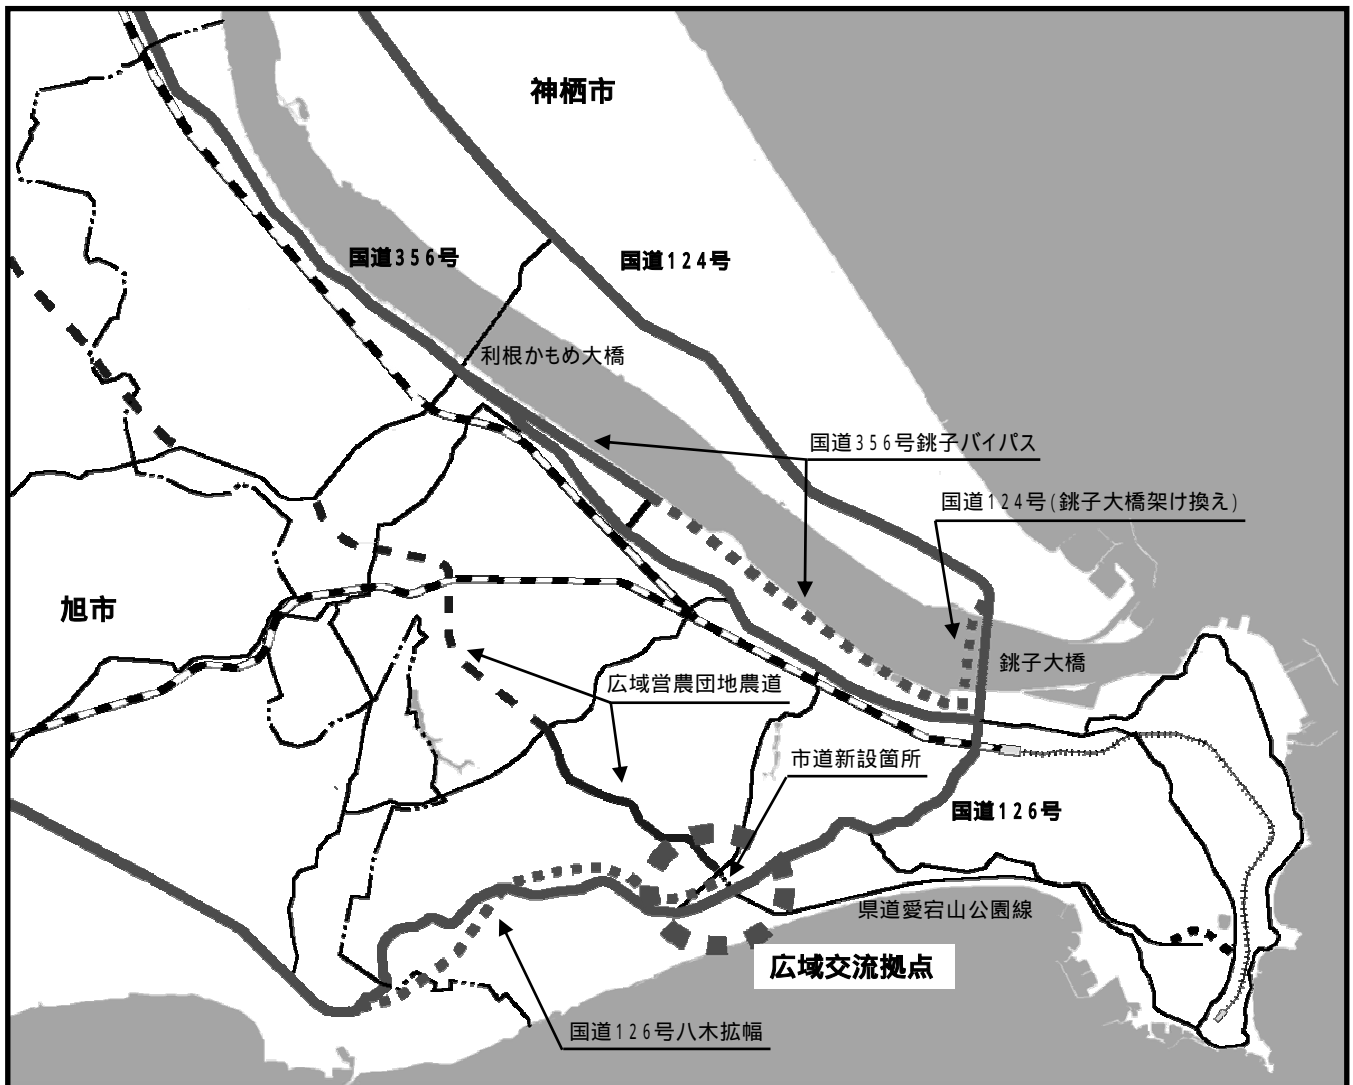 神栖市
国道356号
国道124号
利根かもめ大橋
国道356号銚子バイパス
国道124号(銚子大橋架け換え)
旭市
銚子大橋
広域営農団地農道
市道新設箇所
国道126号
県道愛宕山公園線
広域交流拠点
国道126号八木拡幅